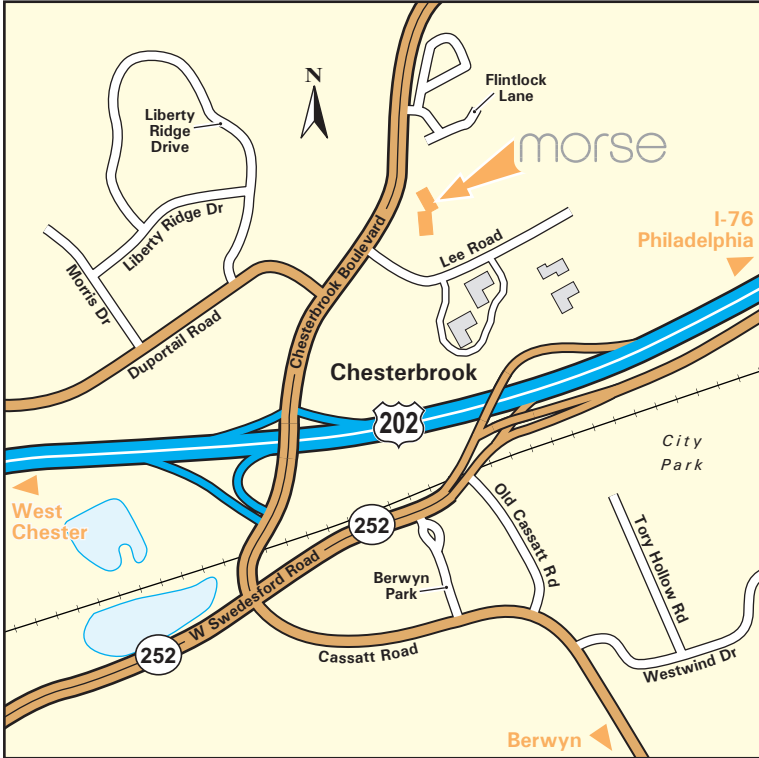 N
Flintlock
Lane
Liberty
Ridge
Drive
morse
Liberty Ridge Dr
Chesterbrook Boulevard
I-76
Philadelphia
Lee Road
Morris Dr
Duportail Road
Chesterbrook
202
City
Park
West
Chester
252
Old Cassatt Rd
Tory Hollow Rd
W Swedesford Road
Berwyn
Park
252
Cassatt Road
Westwind Dr
Berwyn